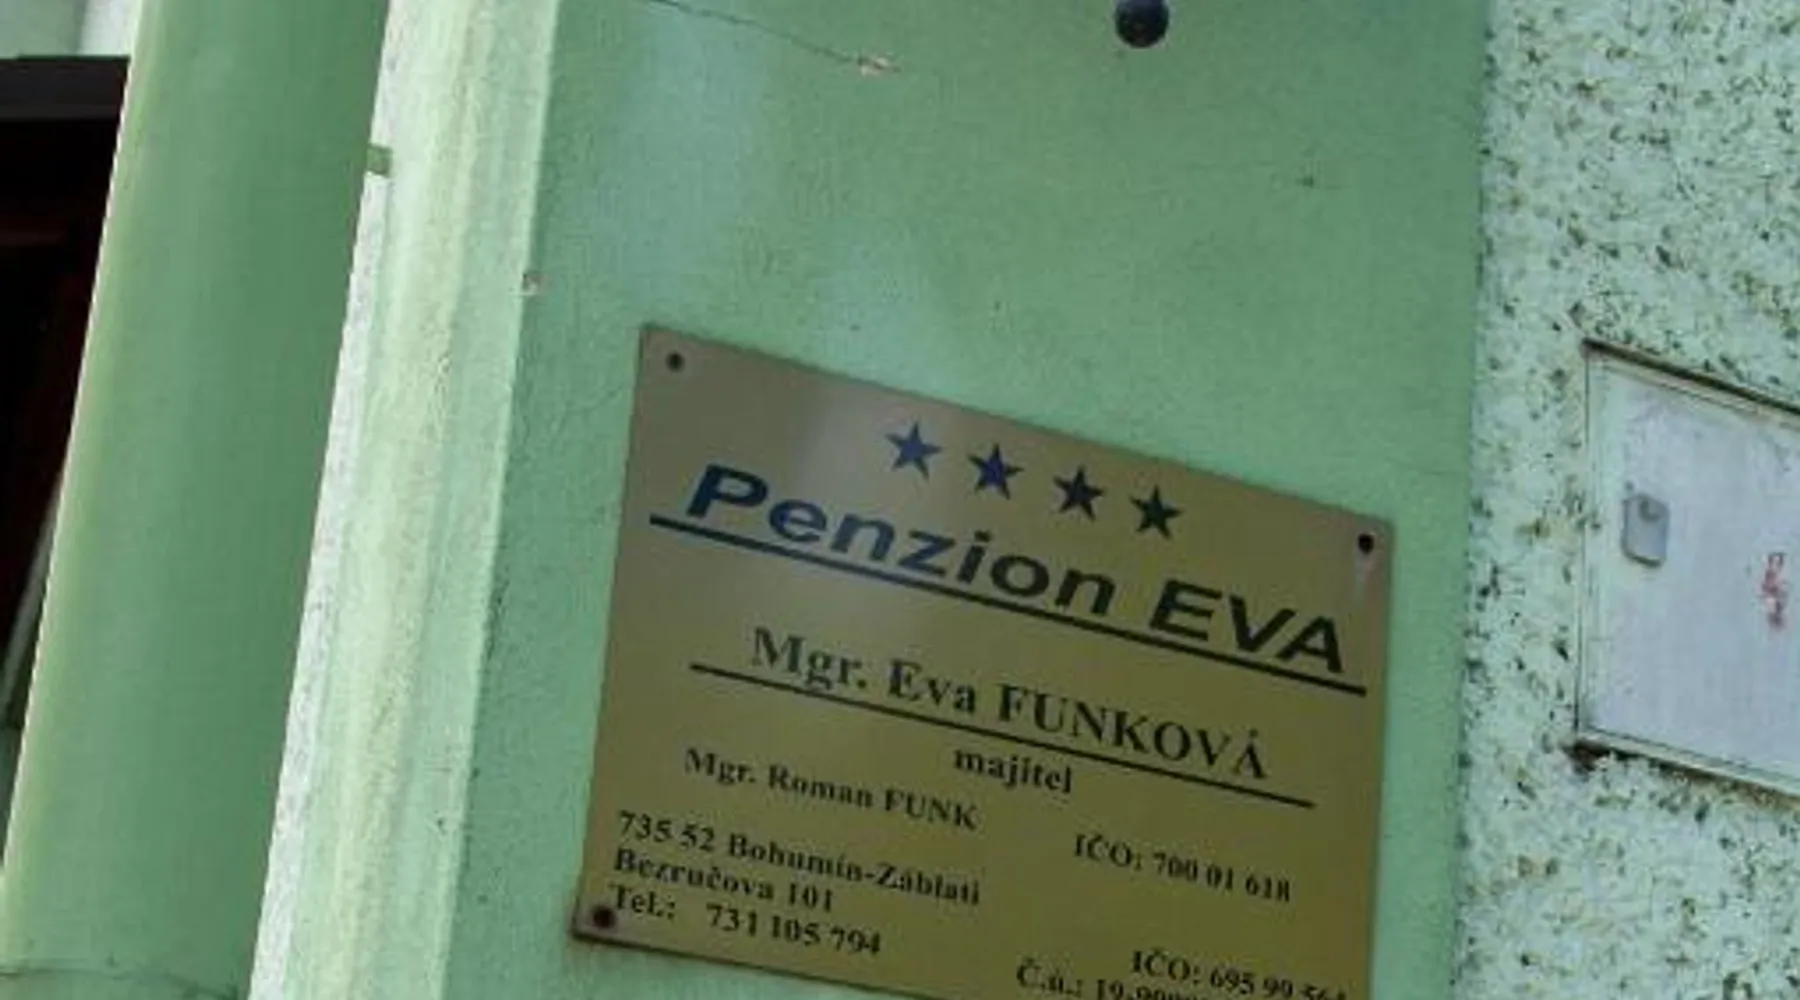 Penzion EVA
Mgr. Eva FUNKOVÁ
majitel
Mgr. Roman FUNK
IČO: 700 01 618
735 52 Bohumín-Záblatí
Bezručova 101
Tel.: 731 105 794
IČO: 695 99 564
Č.ú.: